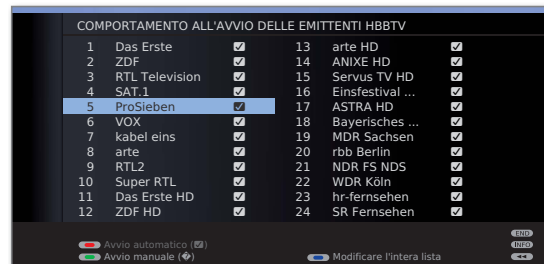 COMPORTAMENTO ALL'AVVIO DELLE EMITTENTI HBBTV
1 Das Erste ☑
2 ZDF ☑
3 RTL Television ☑
4 SAT.1 ☑
5 ProSieben ☑
6 VOX ☑
7 kabel eins ☑
8 arte ☑
9 RTL2 ☑
10 Super RTL ☑
11 Das Erste HD ☑
12 ZDF HD ☑
13 arte HD ☑
14 ANIXE HD ☑
15 Servus TV HD ☑
16 Einsfestival ... ☑
17 ASTRA HD ☑
18 Bayerisches ... ☑
19 MDR Sachsen ☑
20 rbb Berlin ☑
21 NDR FS NDS ☑
22 WDR Köln ☑
23 hr-fernsehen ☑
24 SR Fernsehen ☑
Avvio automatico (☑)
Avvio manuale (�)
Modificare l'intera lista
END
INFO